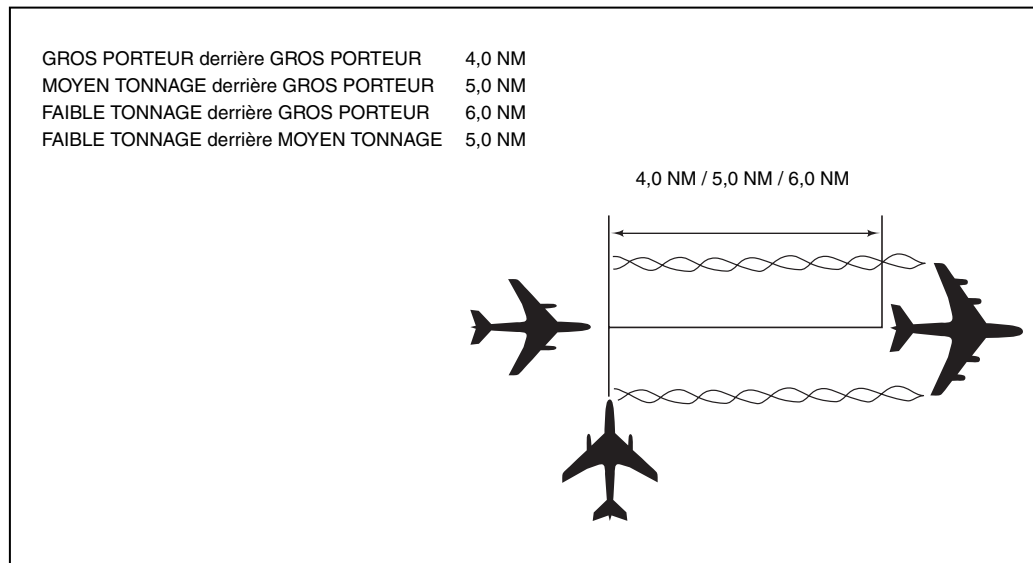 GROS PORTEUR derrière GROS PORTEUR 4,0 NM
MOYEN TONNAGE derrière GROS PORTEUR 5,0 NM
FAIBLE TONNAGE derrière GROS PORTEUR 6,0 NM
FAIBLE TONNAGE derrière MOYEN TONNAGE 5,0 NM
4,0 NM / 5,0 NM / 6,0 NM